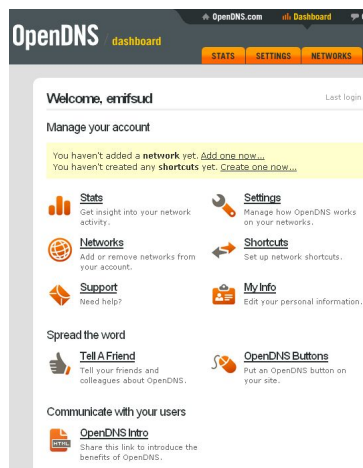 OpenDNS.com Dashboard
OpenDNS / dashboard
STATS SETTINGS NETWORKS
Welcome, emifsud
Last login
Manage your account
You haven't added a network yet. Add one now...
You haven't created any shortcuts yet. Create one now...
Stats
Get insight into your network
activity.
Settings
Manage how OpenDNS works
on your networks.
Networks
Add or remove networks from
your account.
Shortcuts
Set up network shortcuts.
Support
Need help?
My Info
Edit your personal information.
Spread the word
Tell A Friend
Tell your friends and
colleagues about OpenDNS.
OpenDNS Buttons
Put an OpenDNS button on
your site.
Communicate with your users
HTML
OpenDNS Intro
Share this link to introduce the
benefits of OpenDNS.